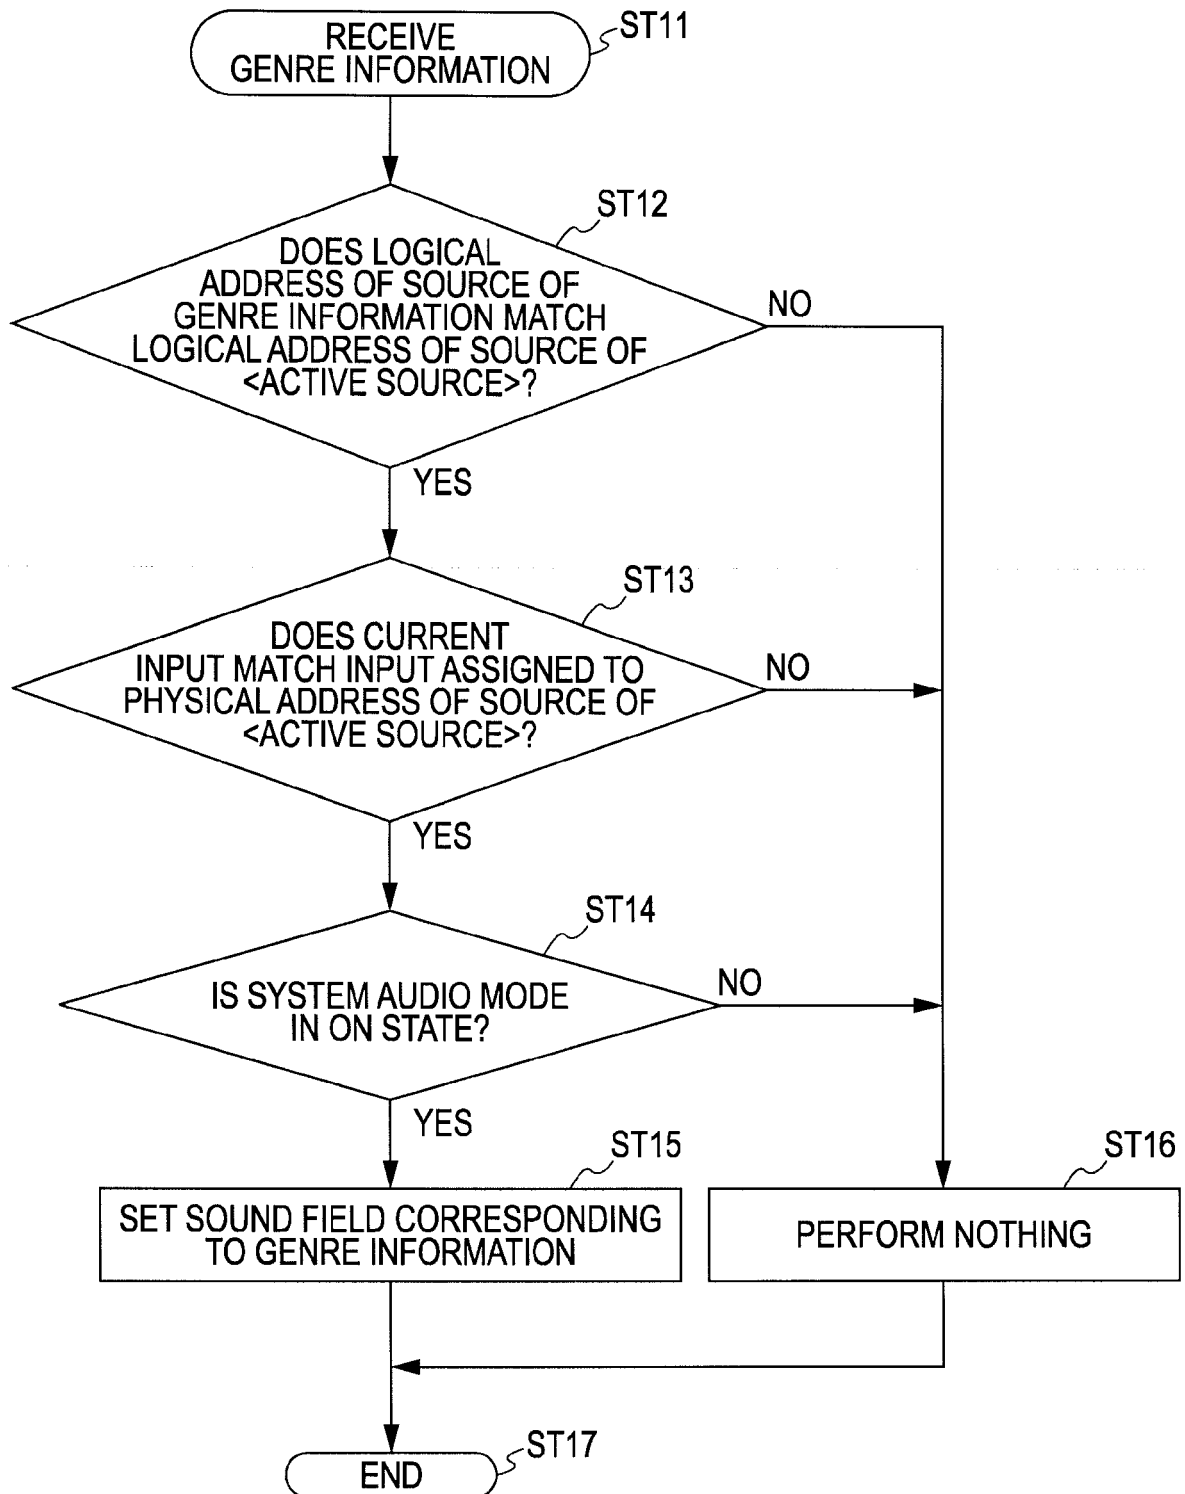 RECEIVE
GENRE INFORMATION
ST11
ST12
DOES LOGICAL
ADDRESS OF SOURCE OF
GENRE INFORMATION MATCH
LOGICAL ADDRESS OF SOURCE OF
<ACTIVE SOURCE>?
NO
YES
ST13
DOES CURRENT
INPUT MATCH INPUT ASSIGNED TO
PHYSICAL ADDRESS OF SOURCE OF
<ACTIVE SOURCE>?
NO
YES
ST14
IS SYSTEM AUDIO MODE
IN ON STATE?
NO
YES
ST15
SET SOUND FIELD CORRESPONDING
TO GENRE INFORMATION
ST16
PERFORM NOTHING
ST17
END